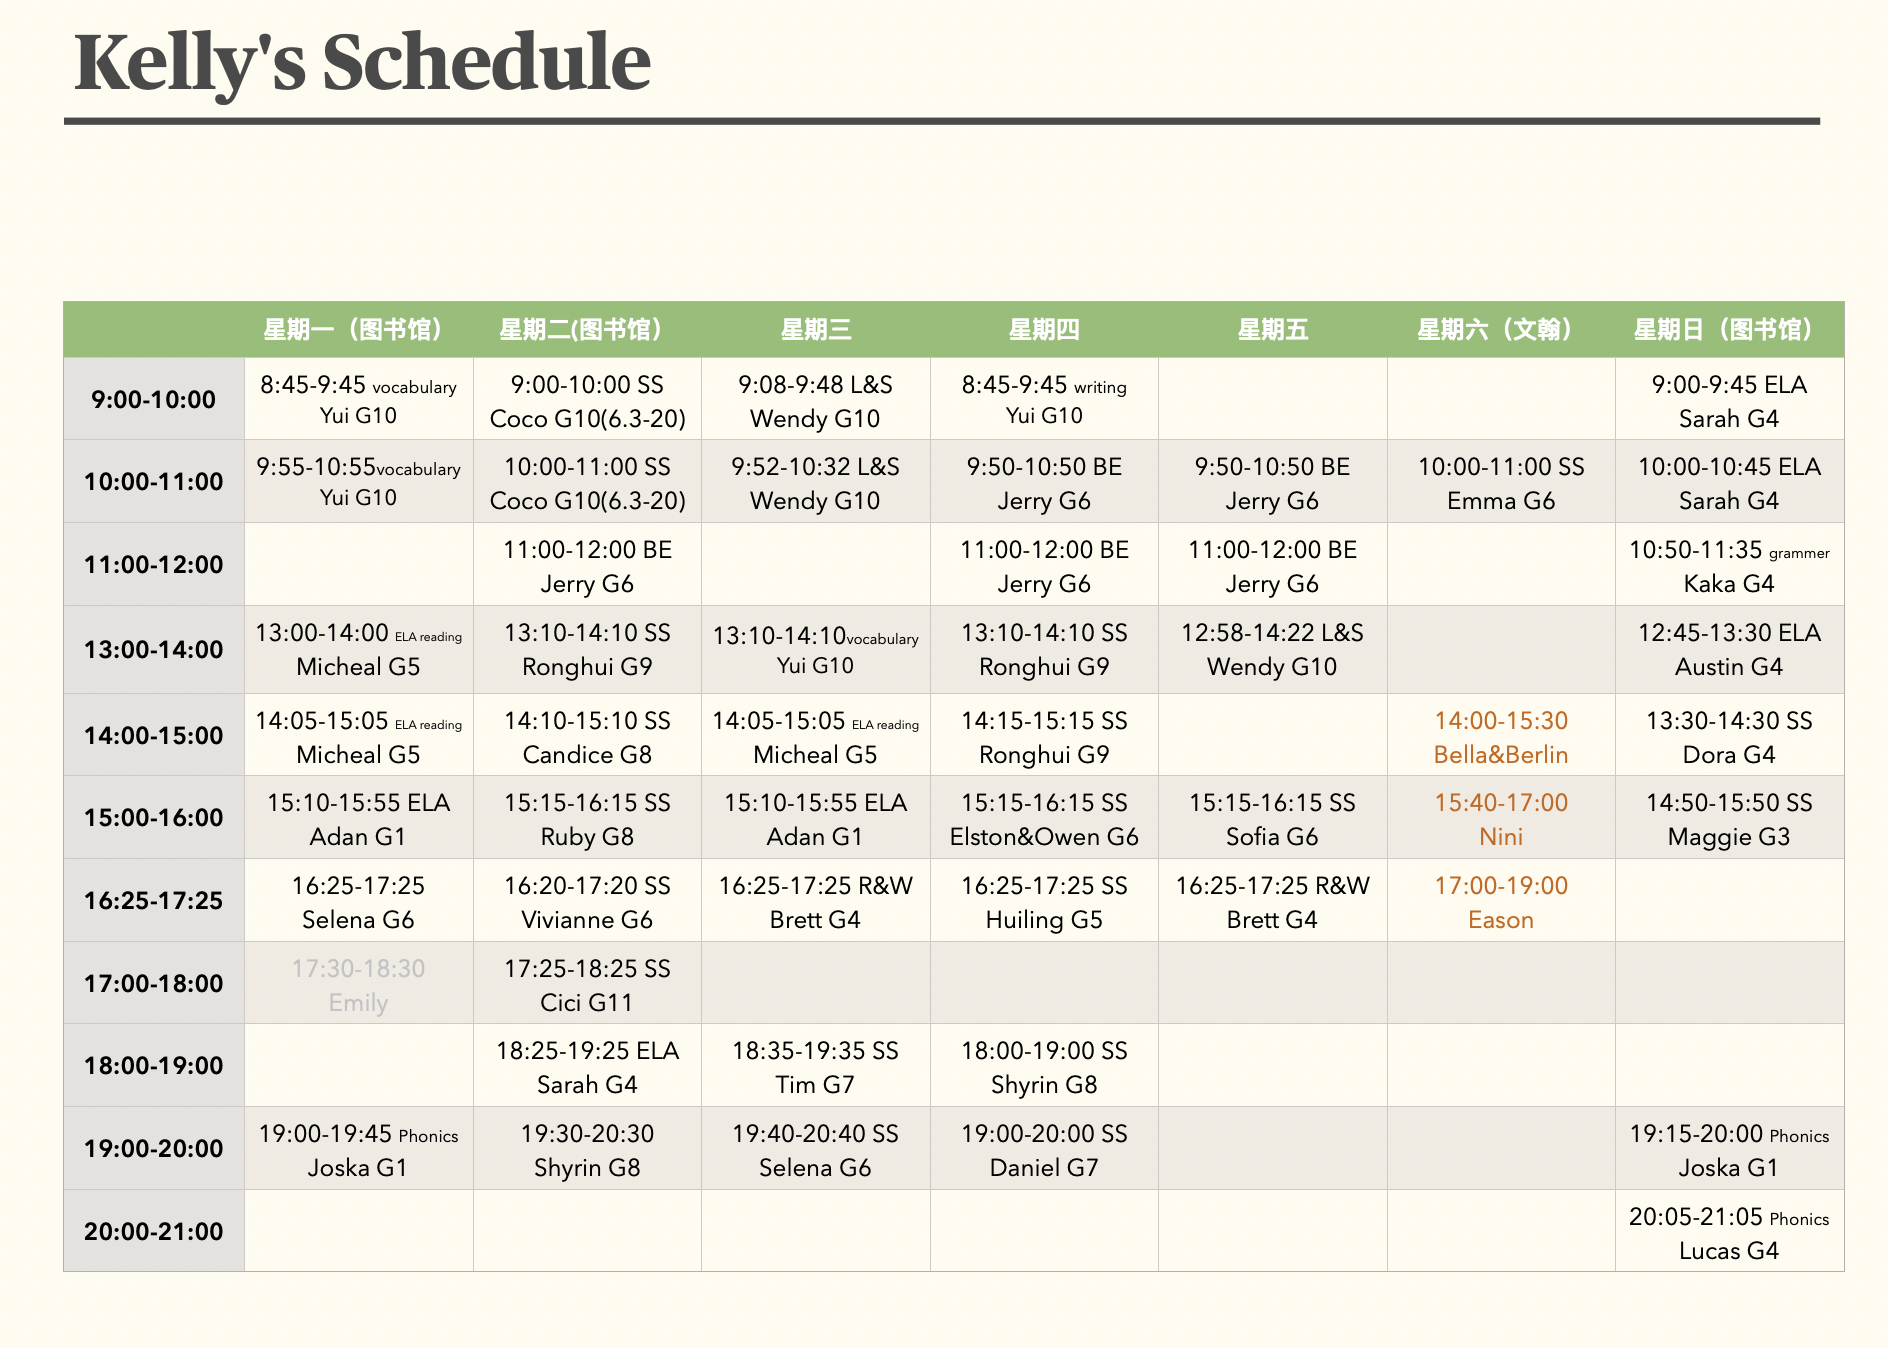 Kelly's Schedule
星期一（图书馆） 星期二(图书馆） 星期三 星期四 星期五 星期六（文翰） 星期日（图书馆）
9:00-10:00
8:45-9:45 vocabulary
Yui G10
9:00-10:00 SS
Coco G10(6.3-20)
9:08-9:48 L&S
Wendy G10
8:45-9:45 writing
Yui G10
9:00-9:45 ELA
Sarah G4
10:00-11:00
9:55-10:55vocabulary
Yui G10
10:00-11:00 SS
Coco G10(6.3-20)
9:52-10:32 L&S
Wendy G10
9:50-10:50 BE
Jerry G6
9:50-10:50 BE
Jerry G6
10:00-11:00 SS
Emma G6
10:00-10:45 ELA
Sarah G4
11:00-12:00
11:00-12:00 BE
Jerry G6
11:00-12:00 BE
Jerry G6
11:00-12:00 BE
Jerry G6
10:50-11:35 grammer
Kaka G4
13:00-14:00
13:00-14:00 ELA reading
Micheal G5
13:10-14:10 SS
Ronghui G9
13:10-14:10vocabulary
Yui G10
13:10-14:10 SS
Ronghui G9
12:58-14:22 L&S
Wendy G10
12:45-13:30 ELA
Austin G4
14:00-15:00
14:05-15:05 ELA reading
Micheal G5
14:10-15:10 SS
Candice G8
14:05-15:05 ELA reading
Micheal G5
14:15-15:15 SS
Ronghui G9
14:00-15:30
Bella&Berlin
13:30-14:30 SS
Dora G4
15:00-16:00
15:10-15:55 ELA
Adan G1
15:15-16:15 SS
Ruby G8
15:10-15:55 ELA
Adan G1
15:15-16:15 SS
Elston&Owen G6
15:15-16:15 SS
Sofia G6
15:40-17:00
Nini
14:50-15:50 SS
Maggie G3
16:25-17:25
16:25-17:25
Selena G6
16:20-17:20 SS
Vivianne G6
16:25-17:25 R&W
Brett G4
16:25-17:25 SS
Huiling G5
16:25-17:25 R&W
Brett G4
17:00-19:00
Eason
17:00-18:00
17:30-18:30
Emily
17:25-18:25 SS
Cici G11
18:00-19:00
18:25-19:25 ELA
Sarah G4
18:35-19:35 SS
Tim G7
18:00-19:00 SS
Shyrin G8
19:00-20:00
19:00-19:45 Phonics
Joska G1
19:30-20:30
Shyrin G8
19:40-20:40 SS
Selena G6
19:00-20:00 SS
Daniel G7
19:15-20:00 Phonics
Joska G1
20:00-21:00
20:05-21:05 Phonics
Lucas G4